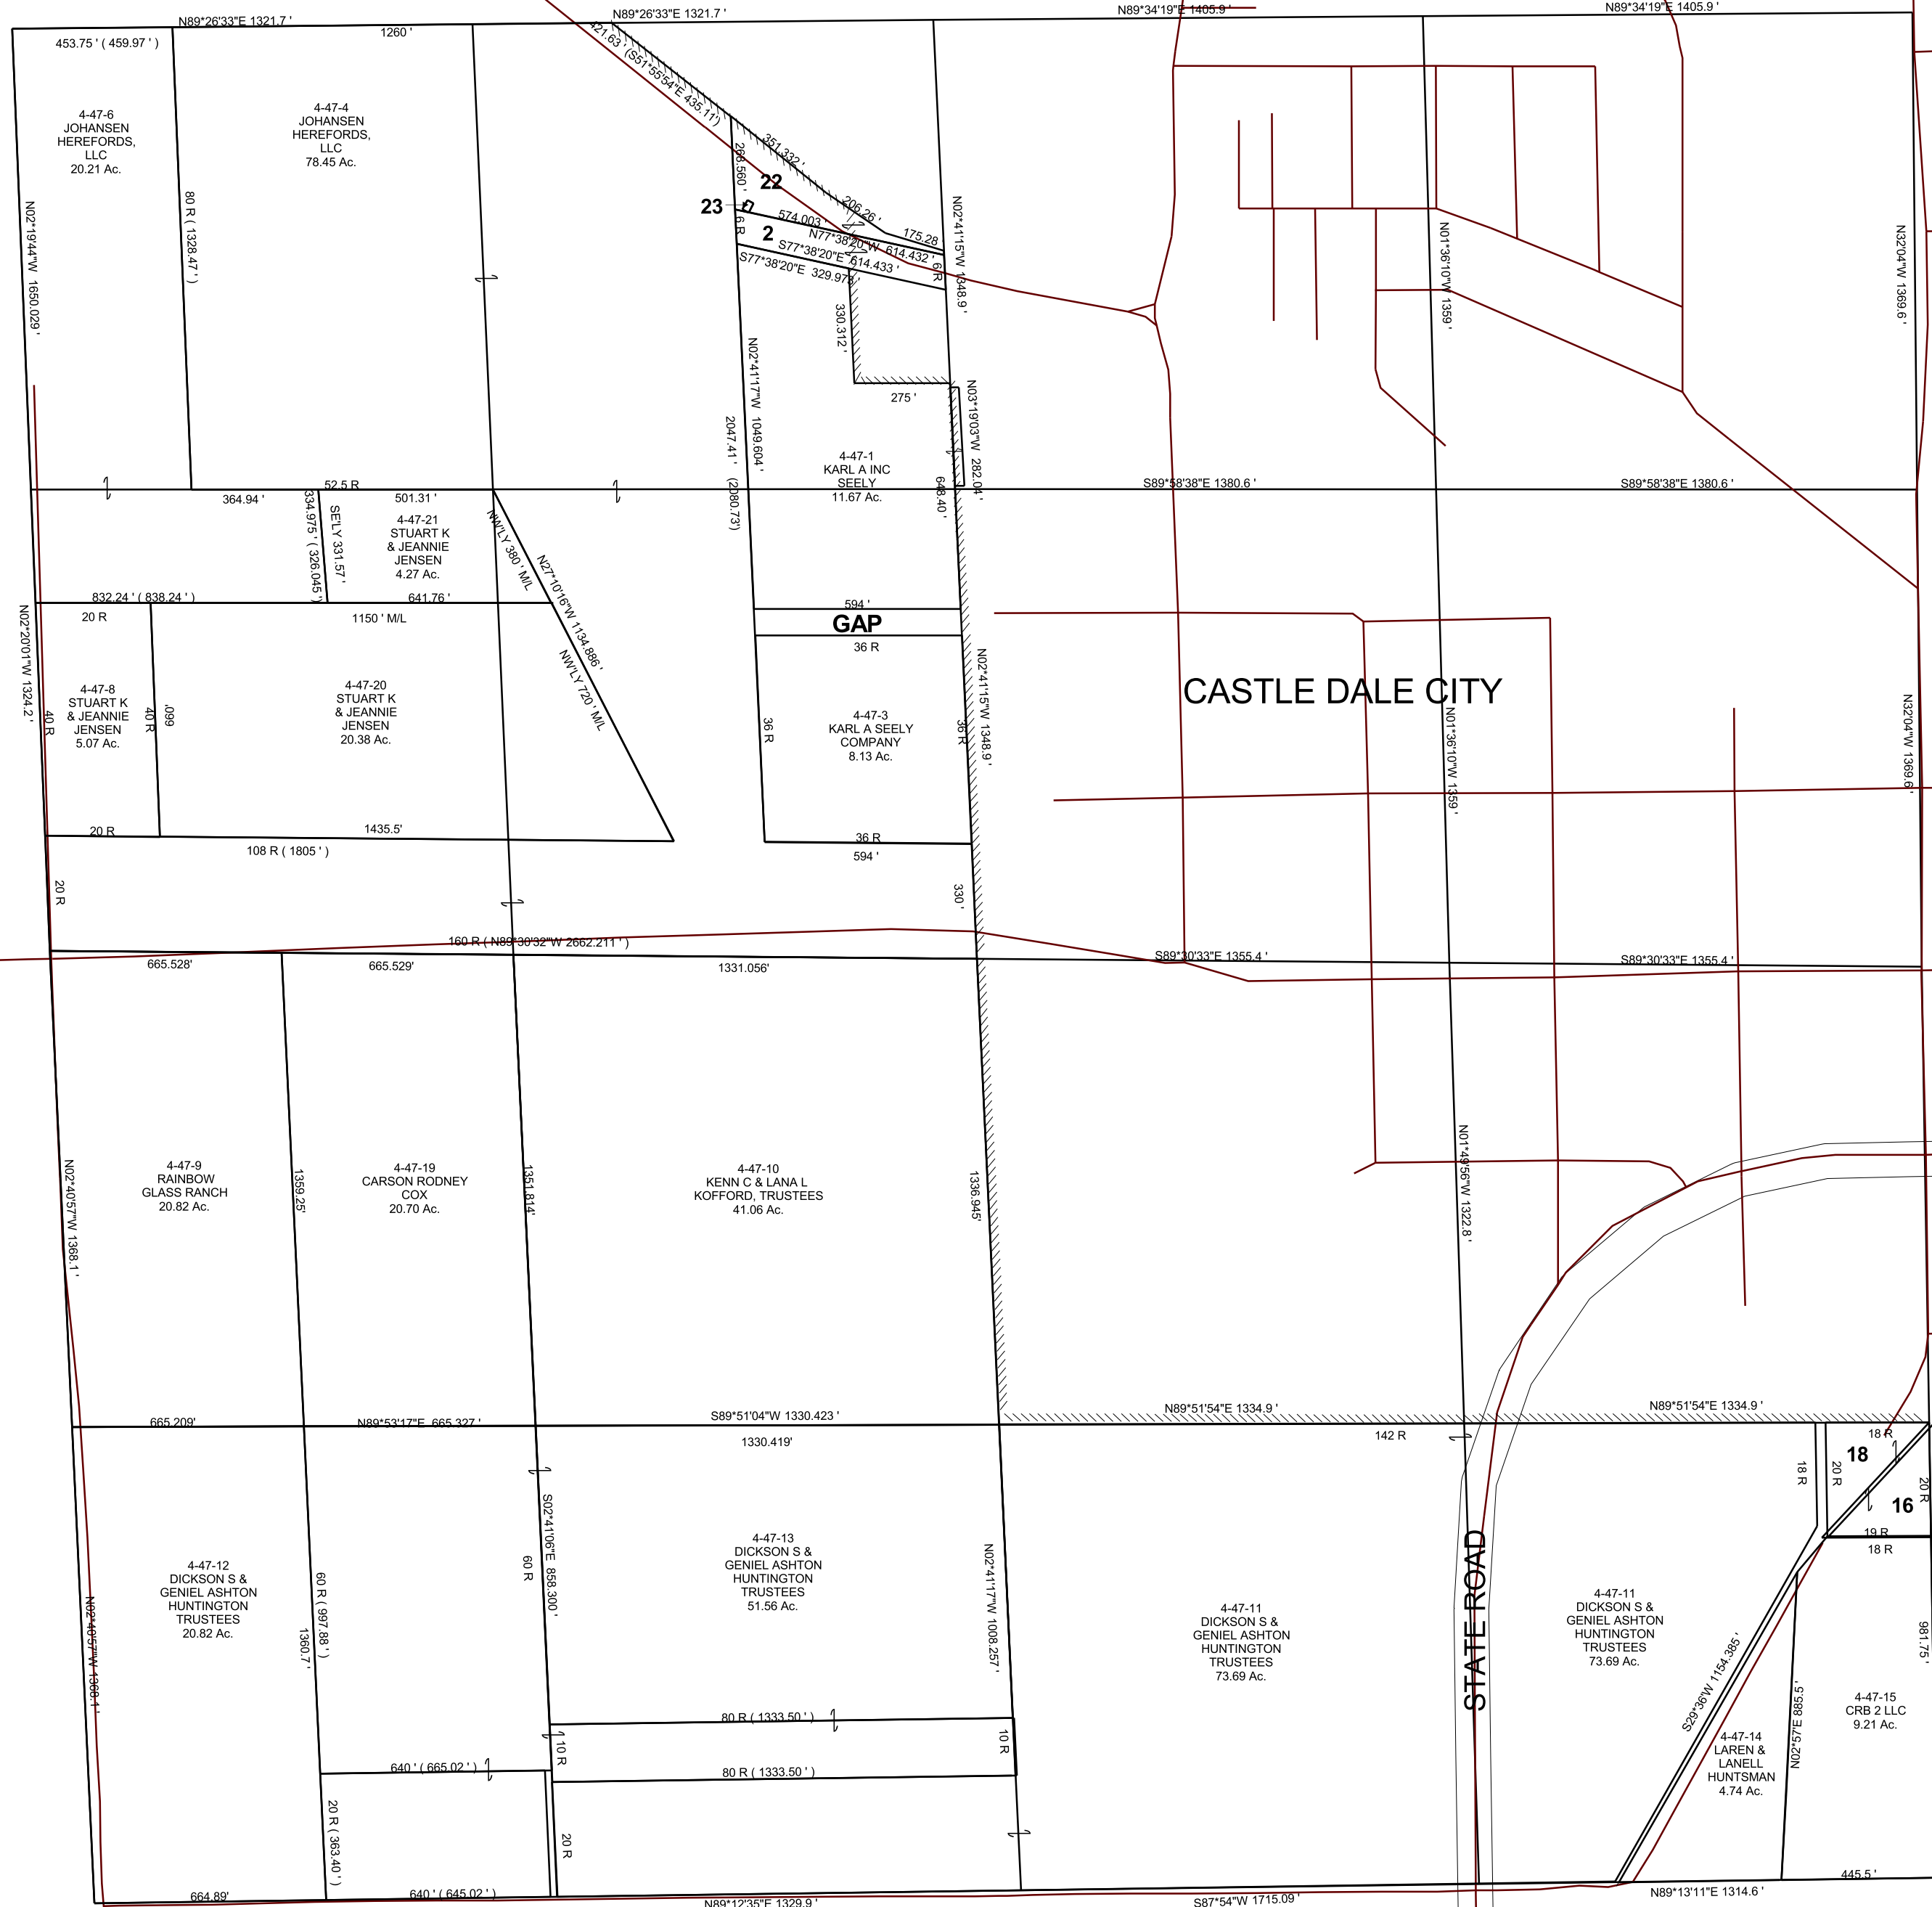 N89*26'33"E 1321.7 '
N89*26'33"E 1321.7 '
N89*34'19"E 1405.9 '
N89*34'19"E 1405.9 '
453.75 ' ( 459.97 ' )
1260 '
421.63 ' (S51*55'54"E 435.11')
4-47-6
JOHANSEN
HEREFORDS,
LLC
20.21 Ac.
4-47-4
JOHANSEN
HEREFORDS,
LLC
78.45 Ac.
351.332 '
268.560 '
22
23
206.26 '
574.003 '
175.28
6 R
2
N77*38'20"W 614.432 '
S77*38'20"E 614.433 '
6 R
S77*38'20"E 329.975 '
N02*19'44"W 1650.029 '
80 R ( 1328.47 ' )
N02*41'15"W 1348.9 '
N01*36'10"W 1359 '
N32'04"W 1369.6 '
330.312 '
275 '
N02*41'17"W 1049.604 '
2047.41 ' (2080.73')
N03*19'03"W 282.04 '
648.40 '
4-47-1
KARL A INC
SEELY
11.67 Ac.
52.5 R
364.94 '
501.31 '
S89*58'38"E 1380.6 '
S89*58'38"E 1380.6 '
334.975 ' ( 326.045 ' )
SE'LY 331.57 '
4-47-21
STUART K
& JEANNIE
JENSEN
4.27 Ac.
NW'LY 380 ' M/L
N27*10'16"W 1134.886 '
832.24 ' ( 838.24 ' )
641.76 '
20 R
1150 ' M/L
594 '
GAP
36 R
N02*20'01"W 1324.2 '
4-47-8
STUART K
& JEANNIE
JENSEN
5.07 Ac.
40 R
40 R
660'
4-47-20
STUART K
& JEANNIE
JENSEN
20.38 Ac.
NW'LY 720 ' M/L
36 R
4-47-3
KARL A SEELY
COMPANY
8.13 Ac.
36 R
N02*41'15"W 1348.9 '
CASTLE DALE CITY
N01*36'10"W 1359 '
N32'04"W 1369.6 '
20 R
1435.5'
108 R ( 1805 ' )
36 R
594 '
20 R
330 '
160 R ( N89*30'32"W 2662.211 ' )
665.528'
665.529'
1331.056'
S89*30'33"E 1355.4 '
S89*30'33"E 1355.4 '
N02*40'57"W 1368.1 '
4-47-9
RAINBOW
GLASS RANCH
20.82 Ac.
1359.25'
4-47-19
CARSON RODNEY
COX
20.70 Ac.
1351.814'
4-47-10
KENN C & LANA L
KOFFORD, TRUSTEES
41.06 Ac.
1336.945'
N01*49'56"W 1322.8 '
665.209'
N89*53'17"E 665.327 '
S89*51'04"W 1330.423 '
N89*51'54"E 1334.9 '
N89*51'54"E 1334.9 '
1330.419'
142 R
18 R
18
18 R
20 R
20 R
16
19 R
18 R
N02*40'57"W 1368.1 '
4-47-12
DICKSON S &
GENIEL ASHTON
HUNTINGTON
TRUSTEES
20.82 Ac.
60 R ( 997.88 ' )
1360.7 '
S02*41'06"E 858.300 '
60 R
4-47-13
DICKSON S &
GENIEL ASHTON
HUNTINGTON
TRUSTEES
51.56 Ac.
N02*41'17"W 1008.257 '
4-47-11
DICKSON S &
GENIEL ASHTON
HUNTINGTON
TRUSTEES
73.69 Ac.
STATE ROAD
4-47-11
DICKSON S &
GENIEL ASHTON
HUNTINGTON
TRUSTEES
73.69 Ac.
S29*36'W 1154.385 '
N02*57'E 885.5 '
981.75 '
4-47-15
CRB 2 LLC
9.21 Ac.
4-47-14
LAREN &
LANELL
HUNTSMAN
4.74 Ac.
80 R ( 1333.50 ' )
10 R
10 R
640 ' ( 665.02 ' )
80 R ( 1333.50 ' )
20 R ( 363.40 ' )
20 R
664.89'
640 ' ( 645.02 ' )
N89*12'35"E 1329.9 '
S87*54"W 1715.09 '
N89*13'11"E 1314.6 '
445.5 '